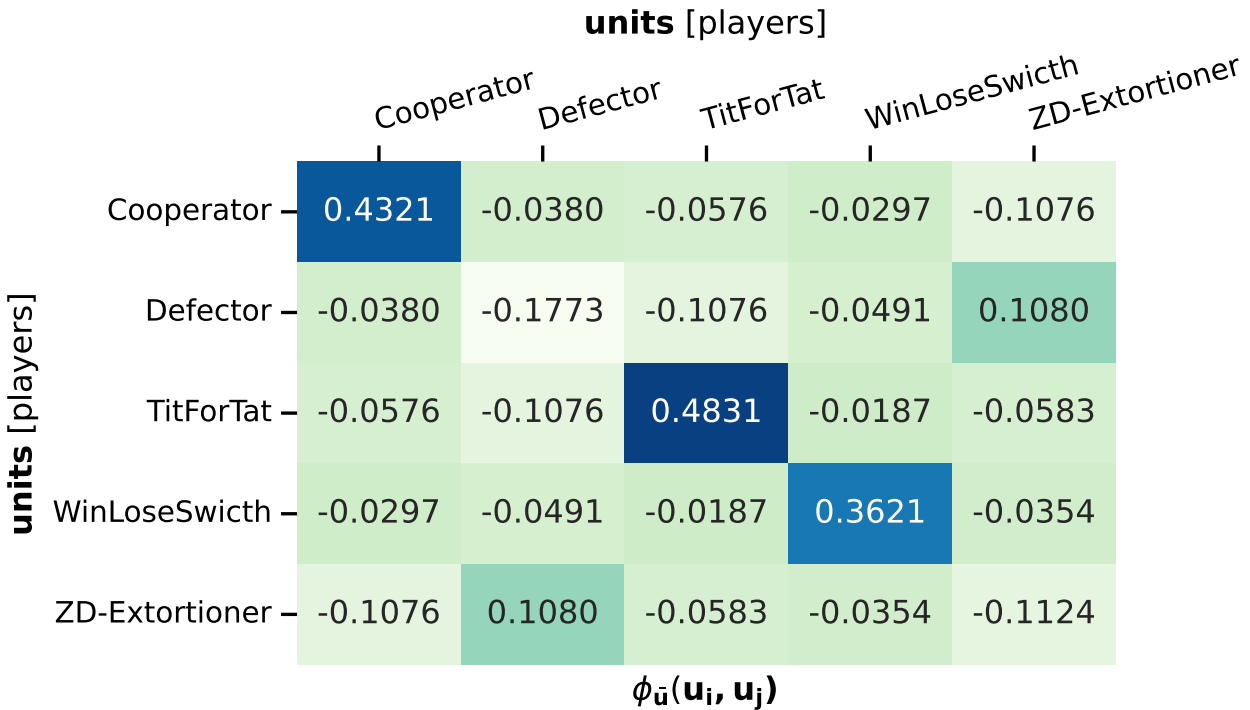 units [players]
Cooperator Defector TitForTat WinLoseSwicth ZD-Extortioner
units [players]
Cooperator 0.4321 -0.0380 -0.0576 -0.0297 -0.1076
Defector -0.0380 -0.1773 -0.1076 -0.0491 0.1080
TitForTat -0.0576 -0.1076 0.4831 -0.0187 -0.0583
WinLoseSwicth -0.0297 -0.0491 -0.0187 0.3621 -0.0354
ZD-Extortioner -0.1076 0.1080 -0.0583 -0.0354 -0.1124
ϕ_ū(u_i, u_j)